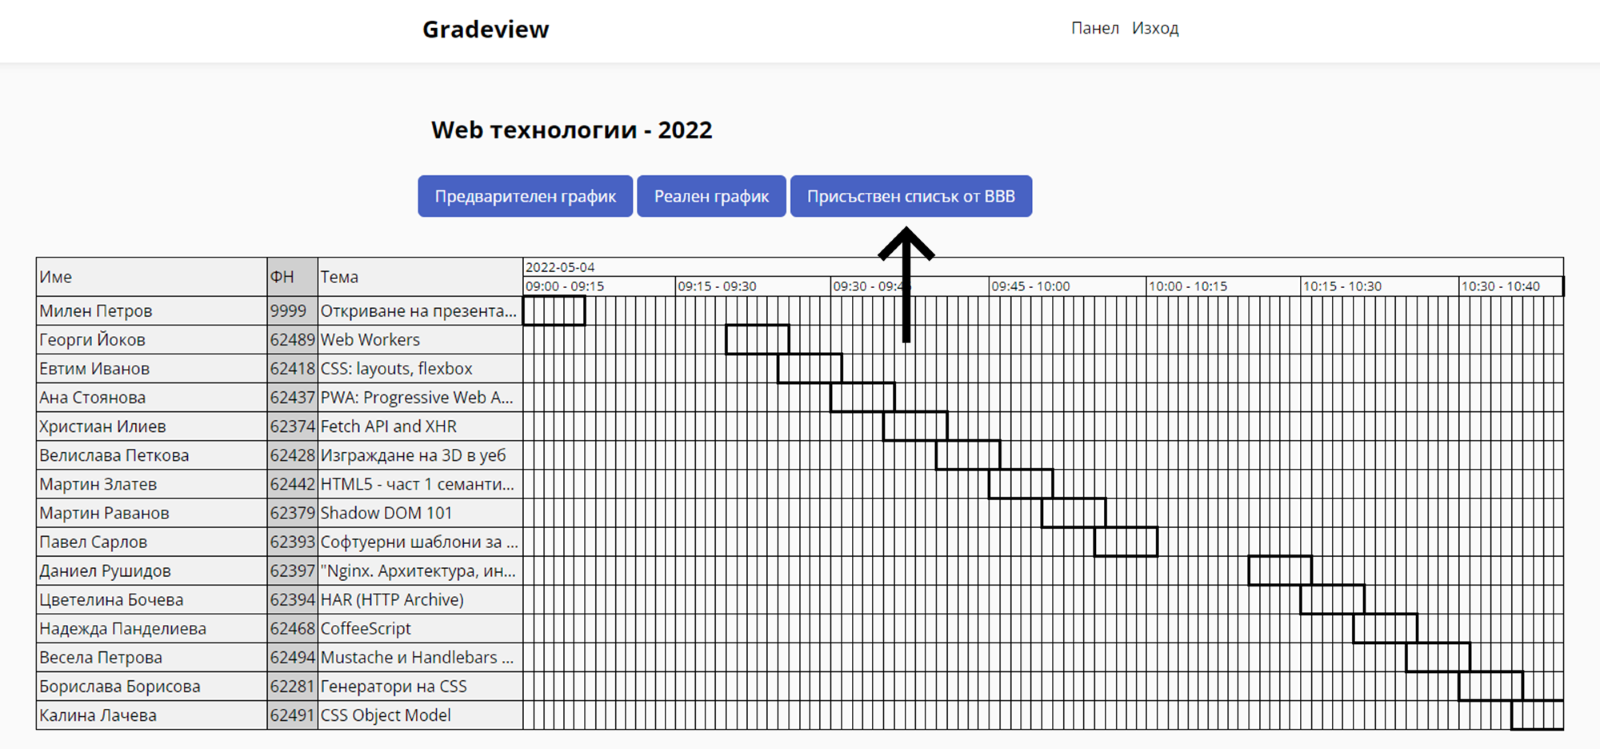 Gradeview
Панел Изход
Web технологии - 2022
Предварителен график Реален график Присъствен списък от BBB
Име ФН Тема 2022-05-04
09:00 - 09:15 09:15 - 09:30 09:30 - 09:4 09:45 - 10:00 10:00 - 10:15 10:15 - 10:30 10:30 - 10:40
Милен Петров 9999 Откриване на презента...
Георги Йоков 62489 Web Workers
Евтим Иванов 62418 CSS: layouts, flexbox
Ана Стоянова 62437 PWA: Progressive Web A...
Христиан Илиев 62374 Fetch API and XHR
Велислава Петкова 62428 Изграждане на 3D в уеб
Мартин Златев 62442 HTML5 - част 1 семанти...
Мартин Раванов 62379 Shadow DOM 101
Павел Сарлов 62393 Софтуерни шаблони за ...
Даниел Рушидов 62397 "Nginx. Архитектура, ин...
Цветелина Бочева 62394 HAR (HTTP Archive)
Надежда Панделиева 62468 CoffeeScript
Весела Петрова 62494 Mustache и Handlebars ...
Борислава Борисова 62281 Генератори на CSS
Калина Лачева 62491 CSS Object Model